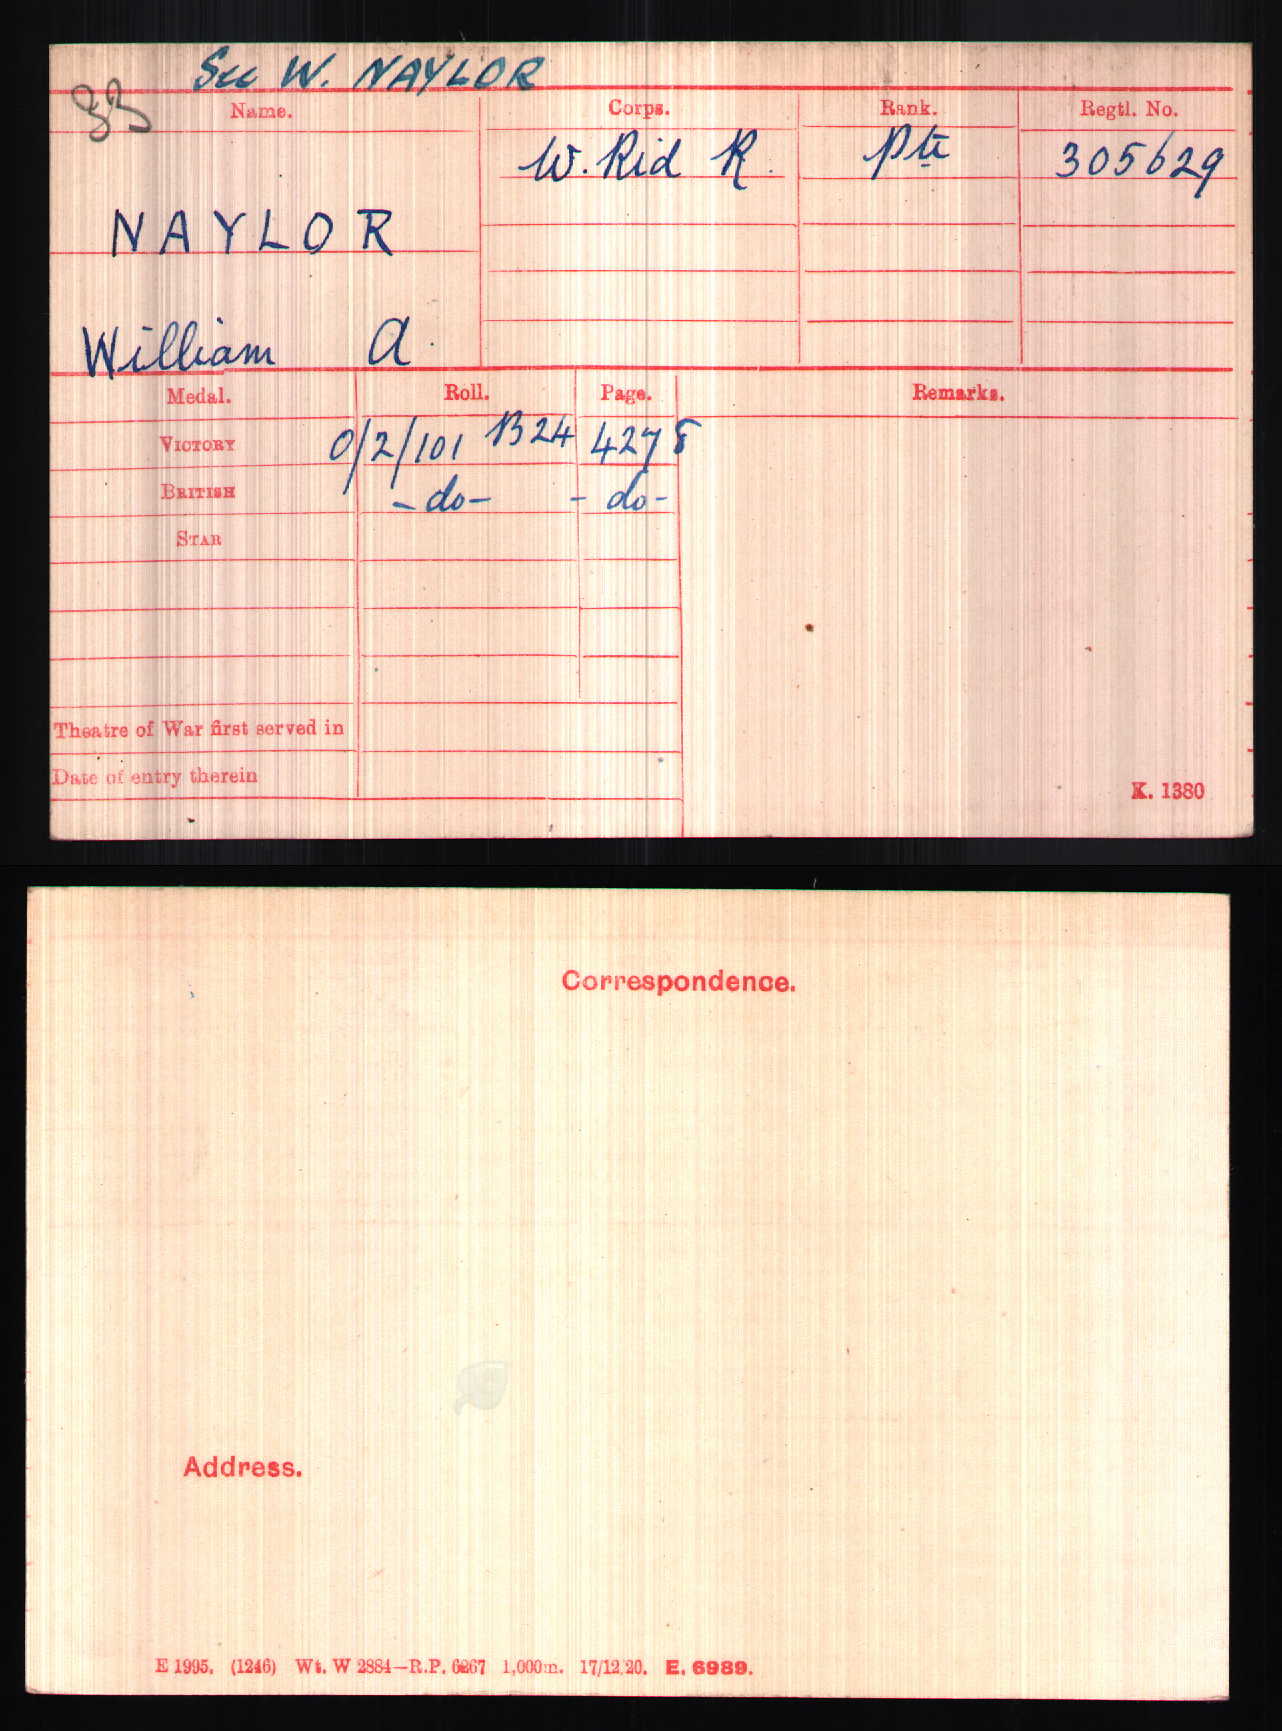 See W. NAYLOR
Name. Corps. Rank. Regtl. No.
W. Rid R. Pte 305629
NAYLOR
William A.
Medal. Roll. Page. Remarks.
VICTORY 0/2/101 B24 4278
BRITISH -do- -do-
STAR
Theatre of War first served in
Date of entry therein
K. 1380
Correspondence.
Address.
E 1995. (1246) Wt. W 2884—R.P. 6267 1,000m. 17/12.20. E. 6989.